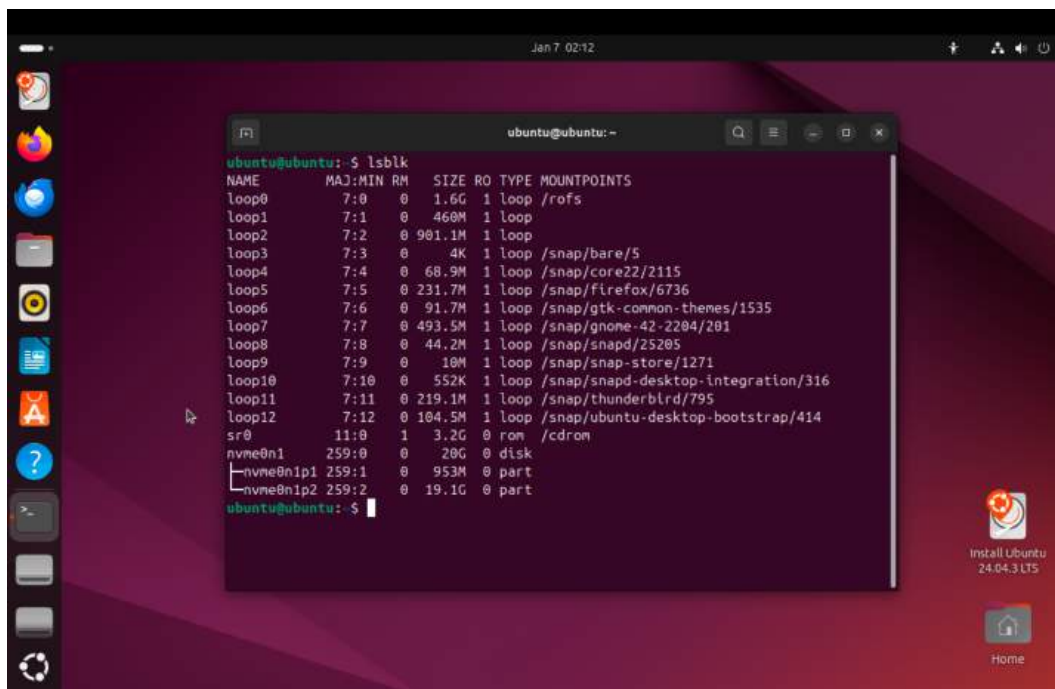 Jan 7 02:12
ubuntu@ubuntu: ~
ubuntu@ubuntu:~$ lsblk
NAME MAJ:MIN RM SIZE RO TYPE MOUNTPOINTS
loop0 7:0 0 1.6G 1 loop /rofs
loop1 7:1 0 460M 1 loop
loop2 7:2 0 901.1M 1 loop
loop3 7:3 0 4K 1 loop /snap/bare/5
loop4 7:4 0 68.9M 1 loop /snap/core22/2115
loop5 7:5 0 231.7M 1 loop /snap/firefox/6736
loop6 7:6 0 91.7M 1 loop /snap/gtk-common-themes/1535
loop7 7:7 0 493.5M 1 loop /snap/gnome-42-2204/201
loop8 7:8 0 44.2M 1 loop /snap/snapd/25205
loop9 7:9 0 10M 1 loop /snap/snap-store/1271
loop10 7:10 0 552K 1 loop /snap/snapd-desktop-integration/316
loop11 7:11 0 219.1M 1 loop /snap/thunderbird/795
loop12 7:12 0 104.5M 1 loop /snap/ubuntu-desktop-bootstrap/414
sr0 11:0 1 3.2G 0 rom /cdrom
nvme0n1 259:0 0 20G 0 disk
├─nvme0n1p1 259:1 0 953M 0 part
└─nvme0n1p2 259:2 0 19.1G 0 part
ubuntu@ubuntu:~$
Install Ubuntu
24.04.3 LTS
Home